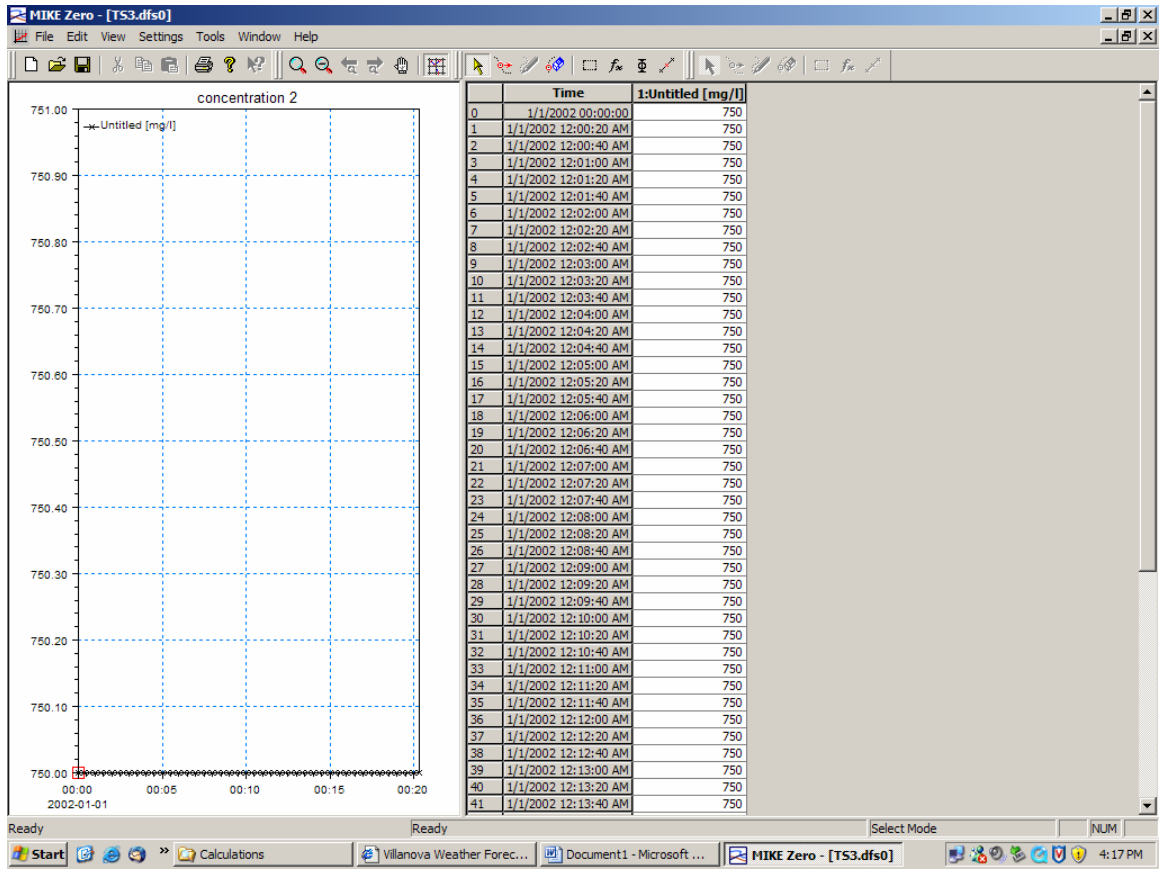 MIKE Zero - [TS3.dfs0]
File Edit View Settings Tools Window Help
concentration 2
Untitled [mg/l]
751.00
750.90
750.80
750.70
750.60
750.50
750.40
750.30
750.20
750.10
750.00
00:00 00:05 00:10 00:15 00:20
2002-01-01
Time 1:Untitled [mg/l]
0 1/1/2002 00:00:00 750
1 1/1/2002 12:00:20 AM 750
2 1/1/2002 12:00:40 AM 750
3 1/1/2002 12:01:00 AM 750
4 1/1/2002 12:01:20 AM 750
5 1/1/2002 12:01:40 AM 750
6 1/1/2002 12:02:00 AM 750
7 1/1/2002 12:02:20 AM 750
8 1/1/2002 12:02:40 AM 750
9 1/1/2002 12:03:00 AM 750
10 1/1/2002 12:03:20 AM 750
11 1/1/2002 12:03:40 AM 750
12 1/1/2002 12:04:00 AM 750
13 1/1/2002 12:04:20 AM 750
14 1/1/2002 12:04:40 AM 750
15 1/1/2002 12:05:00 AM 750
16 1/1/2002 12:05:20 AM 750
17 1/1/2002 12:05:40 AM 750
18 1/1/2002 12:06:00 AM 750
19 1/1/2002 12:06:20 AM 750
20 1/1/2002 12:06:40 AM 750
21 1/1/2002 12:07:00 AM 750
22 1/1/2002 12:07:20 AM 750
23 1/1/2002 12:07:40 AM 750
24 1/1/2002 12:08:00 AM 750
25 1/1/2002 12:08:20 AM 750
26 1/1/2002 12:08:40 AM 750
27 1/1/2002 12:09:00 AM 750
28 1/1/2002 12:09:20 AM 750
29 1/1/2002 12:09:40 AM 750
30 1/1/2002 12:10:00 AM 750
31 1/1/2002 12:10:20 AM 750
32 1/1/2002 12:10:40 AM 750
33 1/1/2002 12:11:00 AM 750
34 1/1/2002 12:11:20 AM 750
35 1/1/2002 12:11:40 AM 750
36 1/1/2002 12:12:00 AM 750
37 1/1/2002 12:12:20 AM 750
38 1/1/2002 12:12:40 AM 750
39 1/1/2002 12:13:00 AM 750
40 1/1/2002 12:13:20 AM 750
41 1/1/2002 12:13:40 AM 750
Ready Ready Select Mode NUM
Start » Calculations Villanova Weather Forec... Document1 - Microsoft ... MIKE Zero - [TS3.dfs0] 4:17 PM